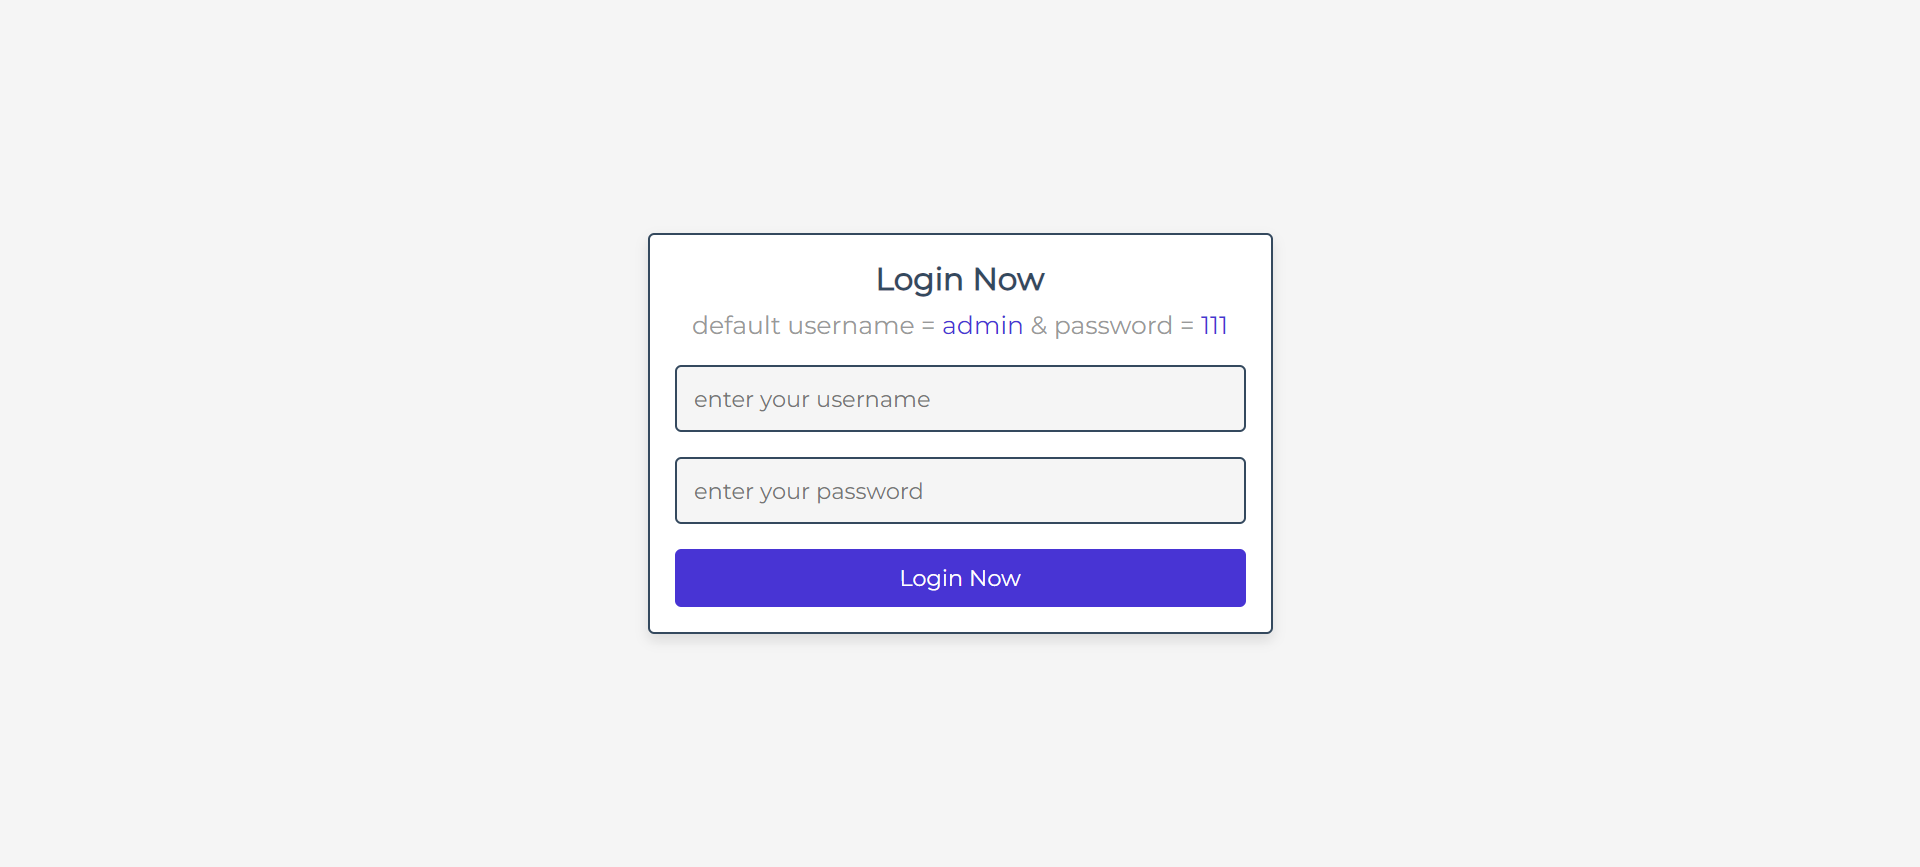 Login Now
default username = admin & password = 111
enter your username
enter your password
Login Now